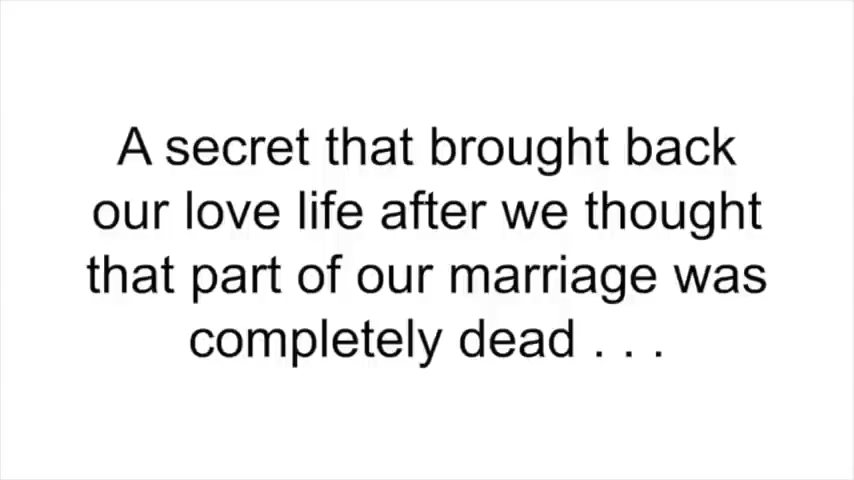 A secret that brought back
our love life after we thought
that part of our marriage was
completely dead . . .